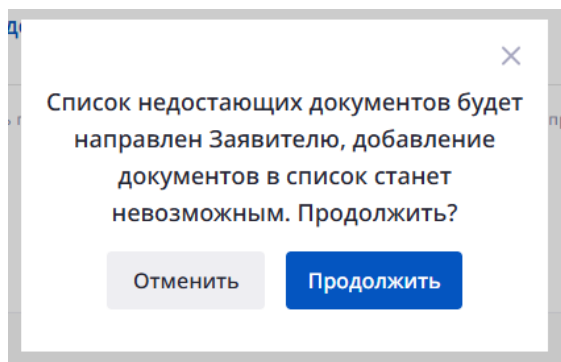 Список недостающих документов будет
направлен Заявителю, добавление
документов в список станет
невозможным. Продолжить?
Отменить
Продолжить